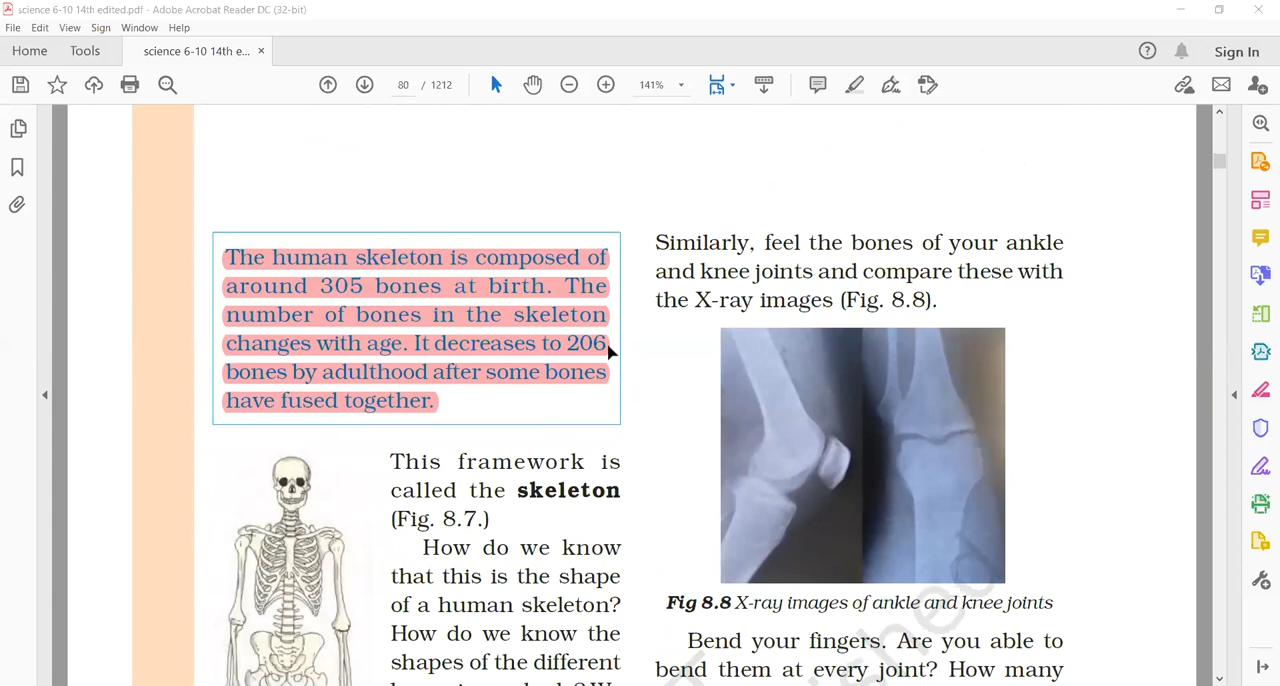 science 6-10 14th edited.pdf - Adobe Acrobat Reader DC (32-bit)
File Edit View Sign Window Help
Home Tools science 6-10 14th e... × Sign In
80 / 1212 141%
The human skeleton is composed of
around 305 bones at birth. The
number of bones in the skeleton
changes with age. It decreases to 206
bones by adulthood after some bones
have fused together.
This framework is
called the skeleton
(Fig. 8.7.)
How do we know
that this is the shape
of a human skeleton?
How do we know the
shapes of the different
Similarly, feel the bones of your ankle
and knee joints and compare these with
the X-ray images (Fig. 8.8).
Fig 8.8 X-ray images of ankle and knee joints
Bend your fingers. Are you able to
bend them at every joint? How many